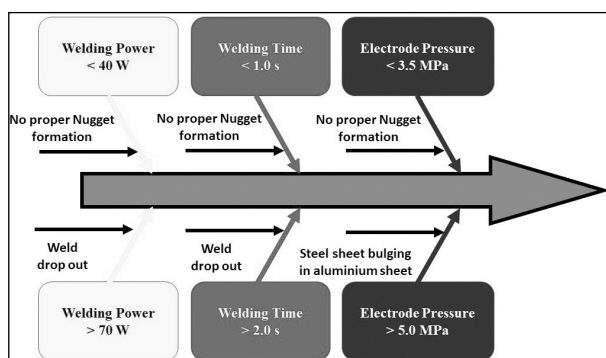 Welding Power
< 40 W
Welding Time
< 1.0 s
Electrode Pressure
< 3.5 MPa
No proper Nugget
formation
No proper Nugget
formation
No proper Nugget
formation
Weld
drop out
Weld
drop out
Steel sheet bulging
in aluminium sheet
Welding Power
> 70 W
Welding Time
> 2.0 s
Electrode Pressure
> 5.0 MPa